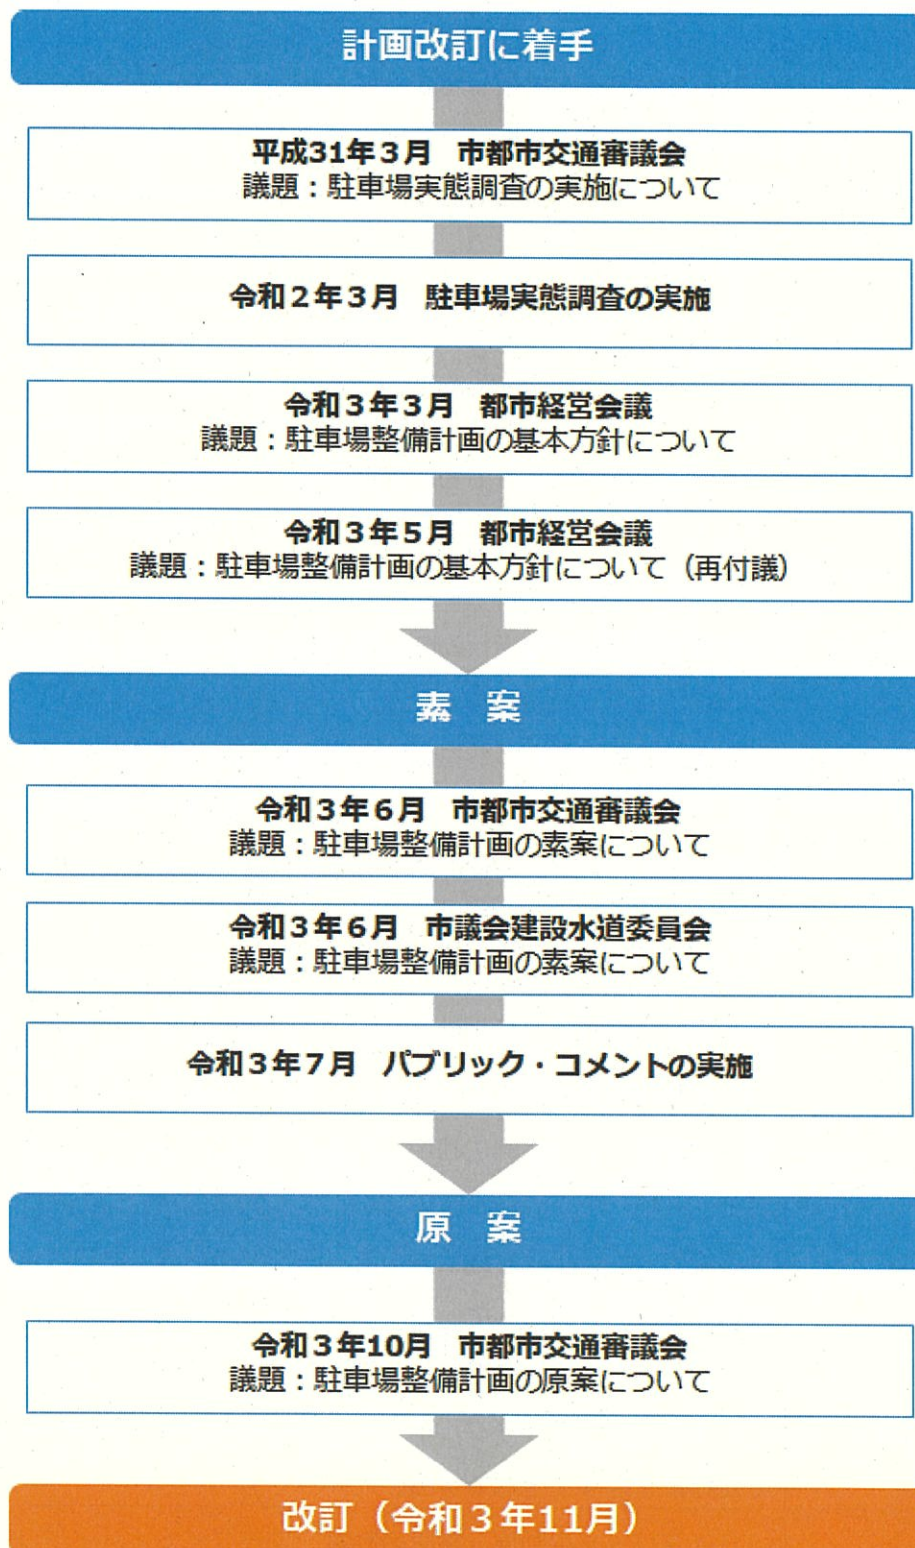 計画改訂に着手
平成31年3月 市都市交通審議会
議題：駐車場実態調査の実施について
令和2年3月 駐車場実態調査の実施
令和3年3月 都市経営会議
議題：駐車場整備計画の基本方針について
令和3年5月 都市経営会議
議題：駐車場整備計画の基本方針について（再付議）
素 案
令和3年6月 市都市交通審議会
議題：駐車場整備計画の素案について
令和3年6月 市議会建設水道委員会
議題：駐車場整備計画の素案について
令和3年7月 パブリック・コメントの実施
原 案
令和3年10月 市都市交通審議会
議題：駐車場整備計画の原案について
改訂（令和3年11月）